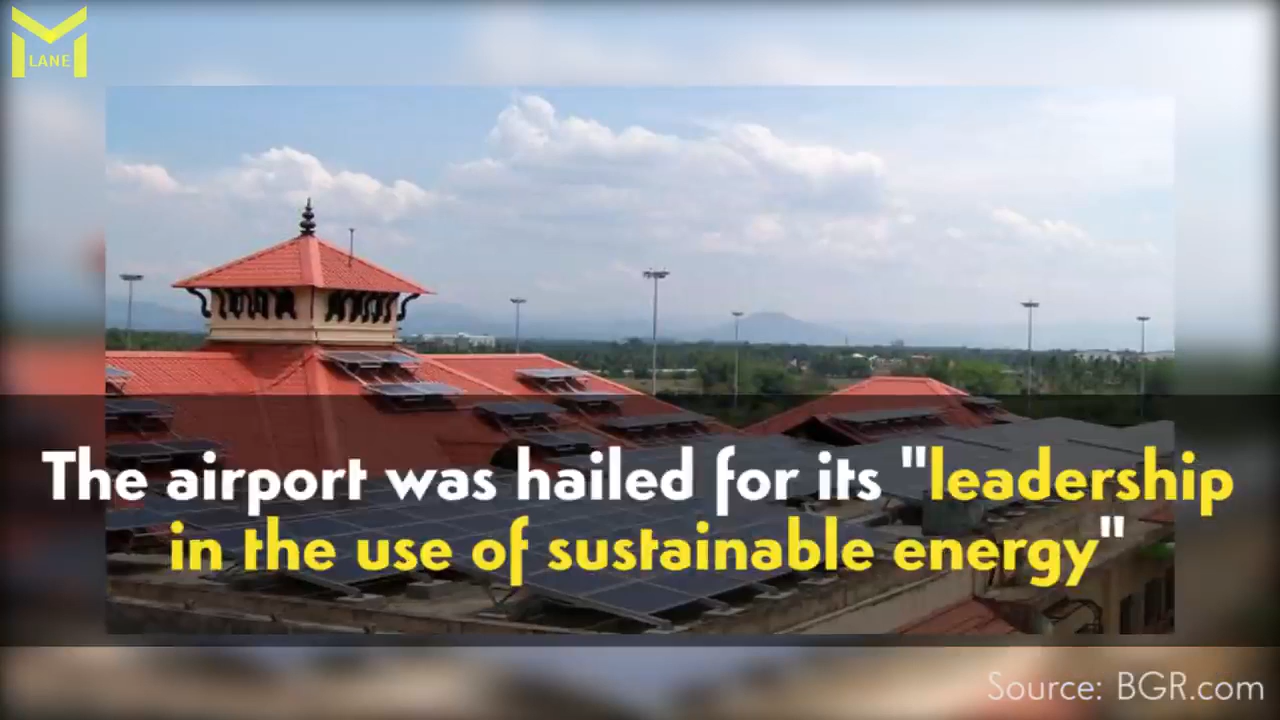 M
LANE
The airport was hailed for its "leadership
in the use of sustainable energy"
Source: BGR.com